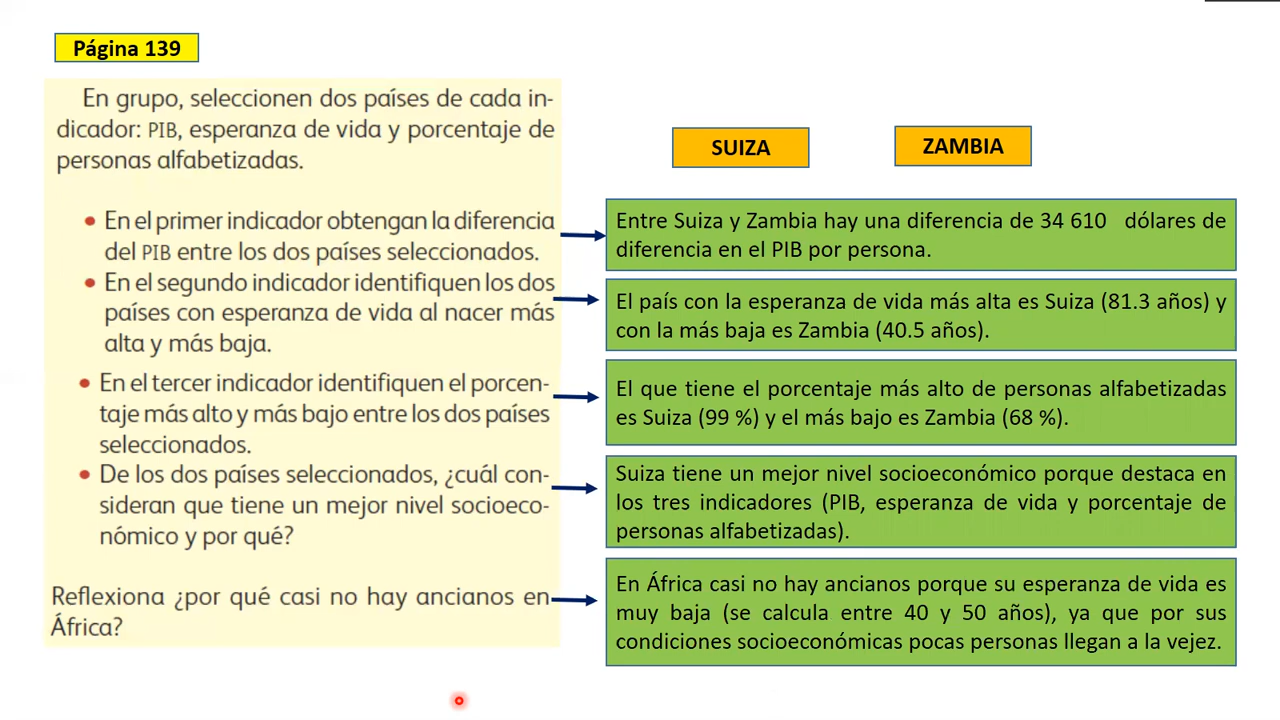 Página 139
En grupo, seleccionen dos países de cada in-
dicador: PIB, esperanza de vida y porcentaje de
personas alfabetizadas.
• En el primer indicador obtengan la diferencia
del PIB entre los dos países seleccionados.
• En el segundo indicador identifiquen los dos
países con esperanza de vida al nacer más
alta y más baja.
• En el tercer indicador identifiquen el porcen-
taje más alto y más bajo entre los dos países
seleccionados.
• De los dos países seleccionados, ¿cuál con-
sideran que tiene un mejor nivel socioeco-
nómico y por qué?
Reflexiona ¿por qué casi no hay ancianos en
África?
SUIZA
ZAMBIA
Entre Suiza y Zambia hay una diferencia de 34 610 dólares de
diferencia en el PIB por persona.
El país con la esperanza de vida más alta es Suiza (81.3 años) y
con la más baja es Zambia (40.5 años).
El que tiene el porcentaje más alto de personas alfabetizadas
es Suiza (99 %) y el más bajo es Zambia (68 %).
Suiza tiene un mejor nivel socioeconómico porque destaca en
los tres indicadores (PIB, esperanza de vida y porcentaje de
personas alfabetizadas).
En África casi no hay ancianos porque su esperanza de vida es
muy baja (se calcula entre 40 y 50 años), ya que por sus
condiciones socioeconómicas pocas personas llegan a la vejez.